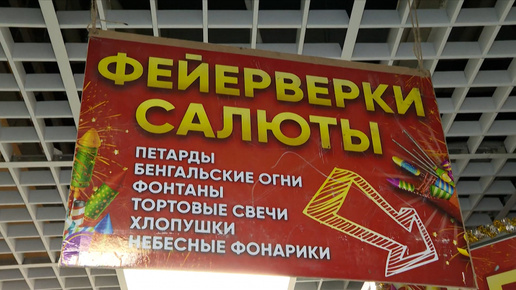 ФЕЙЕРВЕРКИ
САЛЮТЫ
ПЕТАРДЫ
БЕНГАЛЬСКИЕ ОГНИ
ФОНТАНЫ
ТОРТОВЫЕ СВЕЧИ
ХЛОПУШКИ
НЕБЕСНЫЕ ФОНАРИКИ